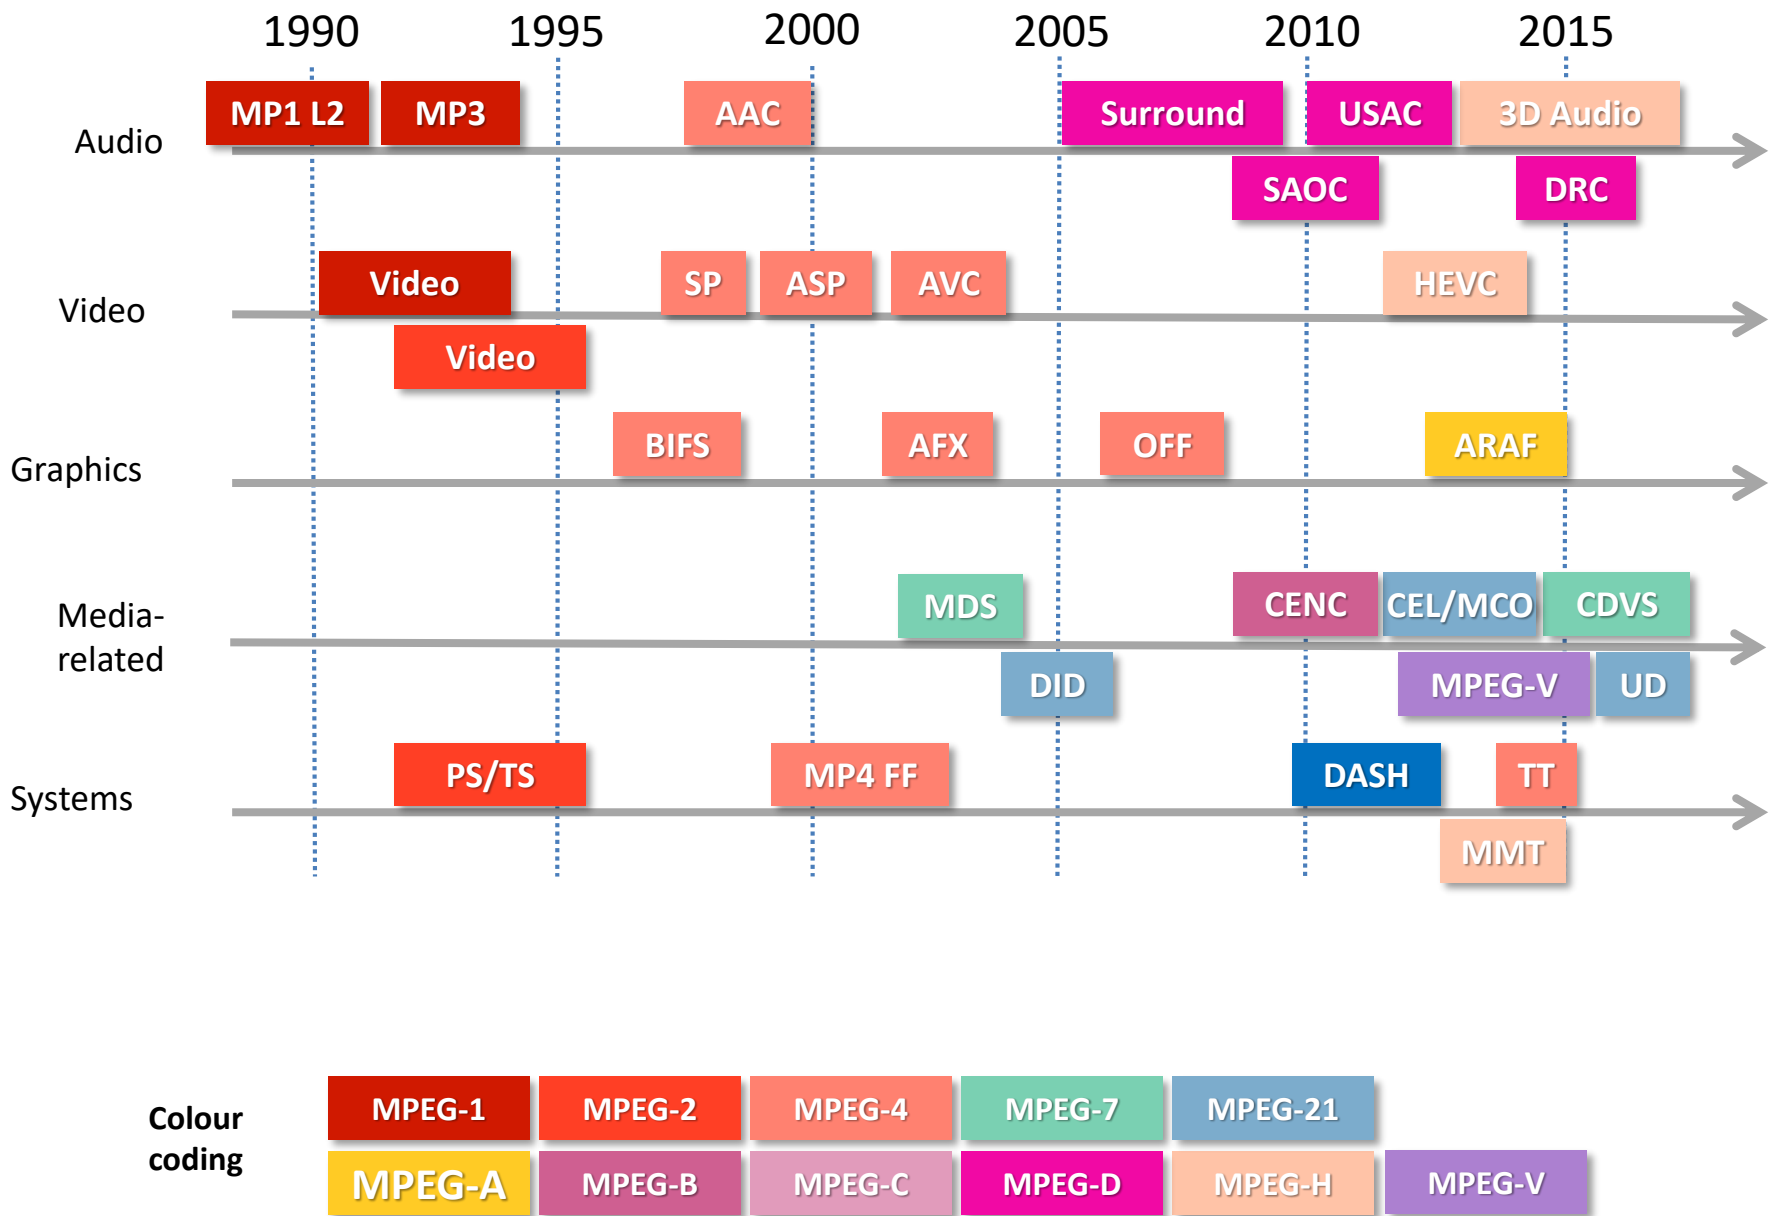 1990 1995 2000 2005 2010 2015
MP1 L2 MP3 AAC Surround USAC 3D Audio
Audio
SAOC DRC
Video SP ASP AVC HEVC
Video
Video
BIFS AFX OFF ARAF
Graphics
MDS CENC CEL/MCO CDVS
Media-
related
DID MPEG-V UD
PS/TS MP4 FF DASH TT
Systems
MMT
Colour
coding
MPEG-1 MPEG-2 MPEG-4 MPEG-7 MPEG-21
MPEG-A MPEG-B MPEG-C MPEG-D MPEG-H MPEG-V